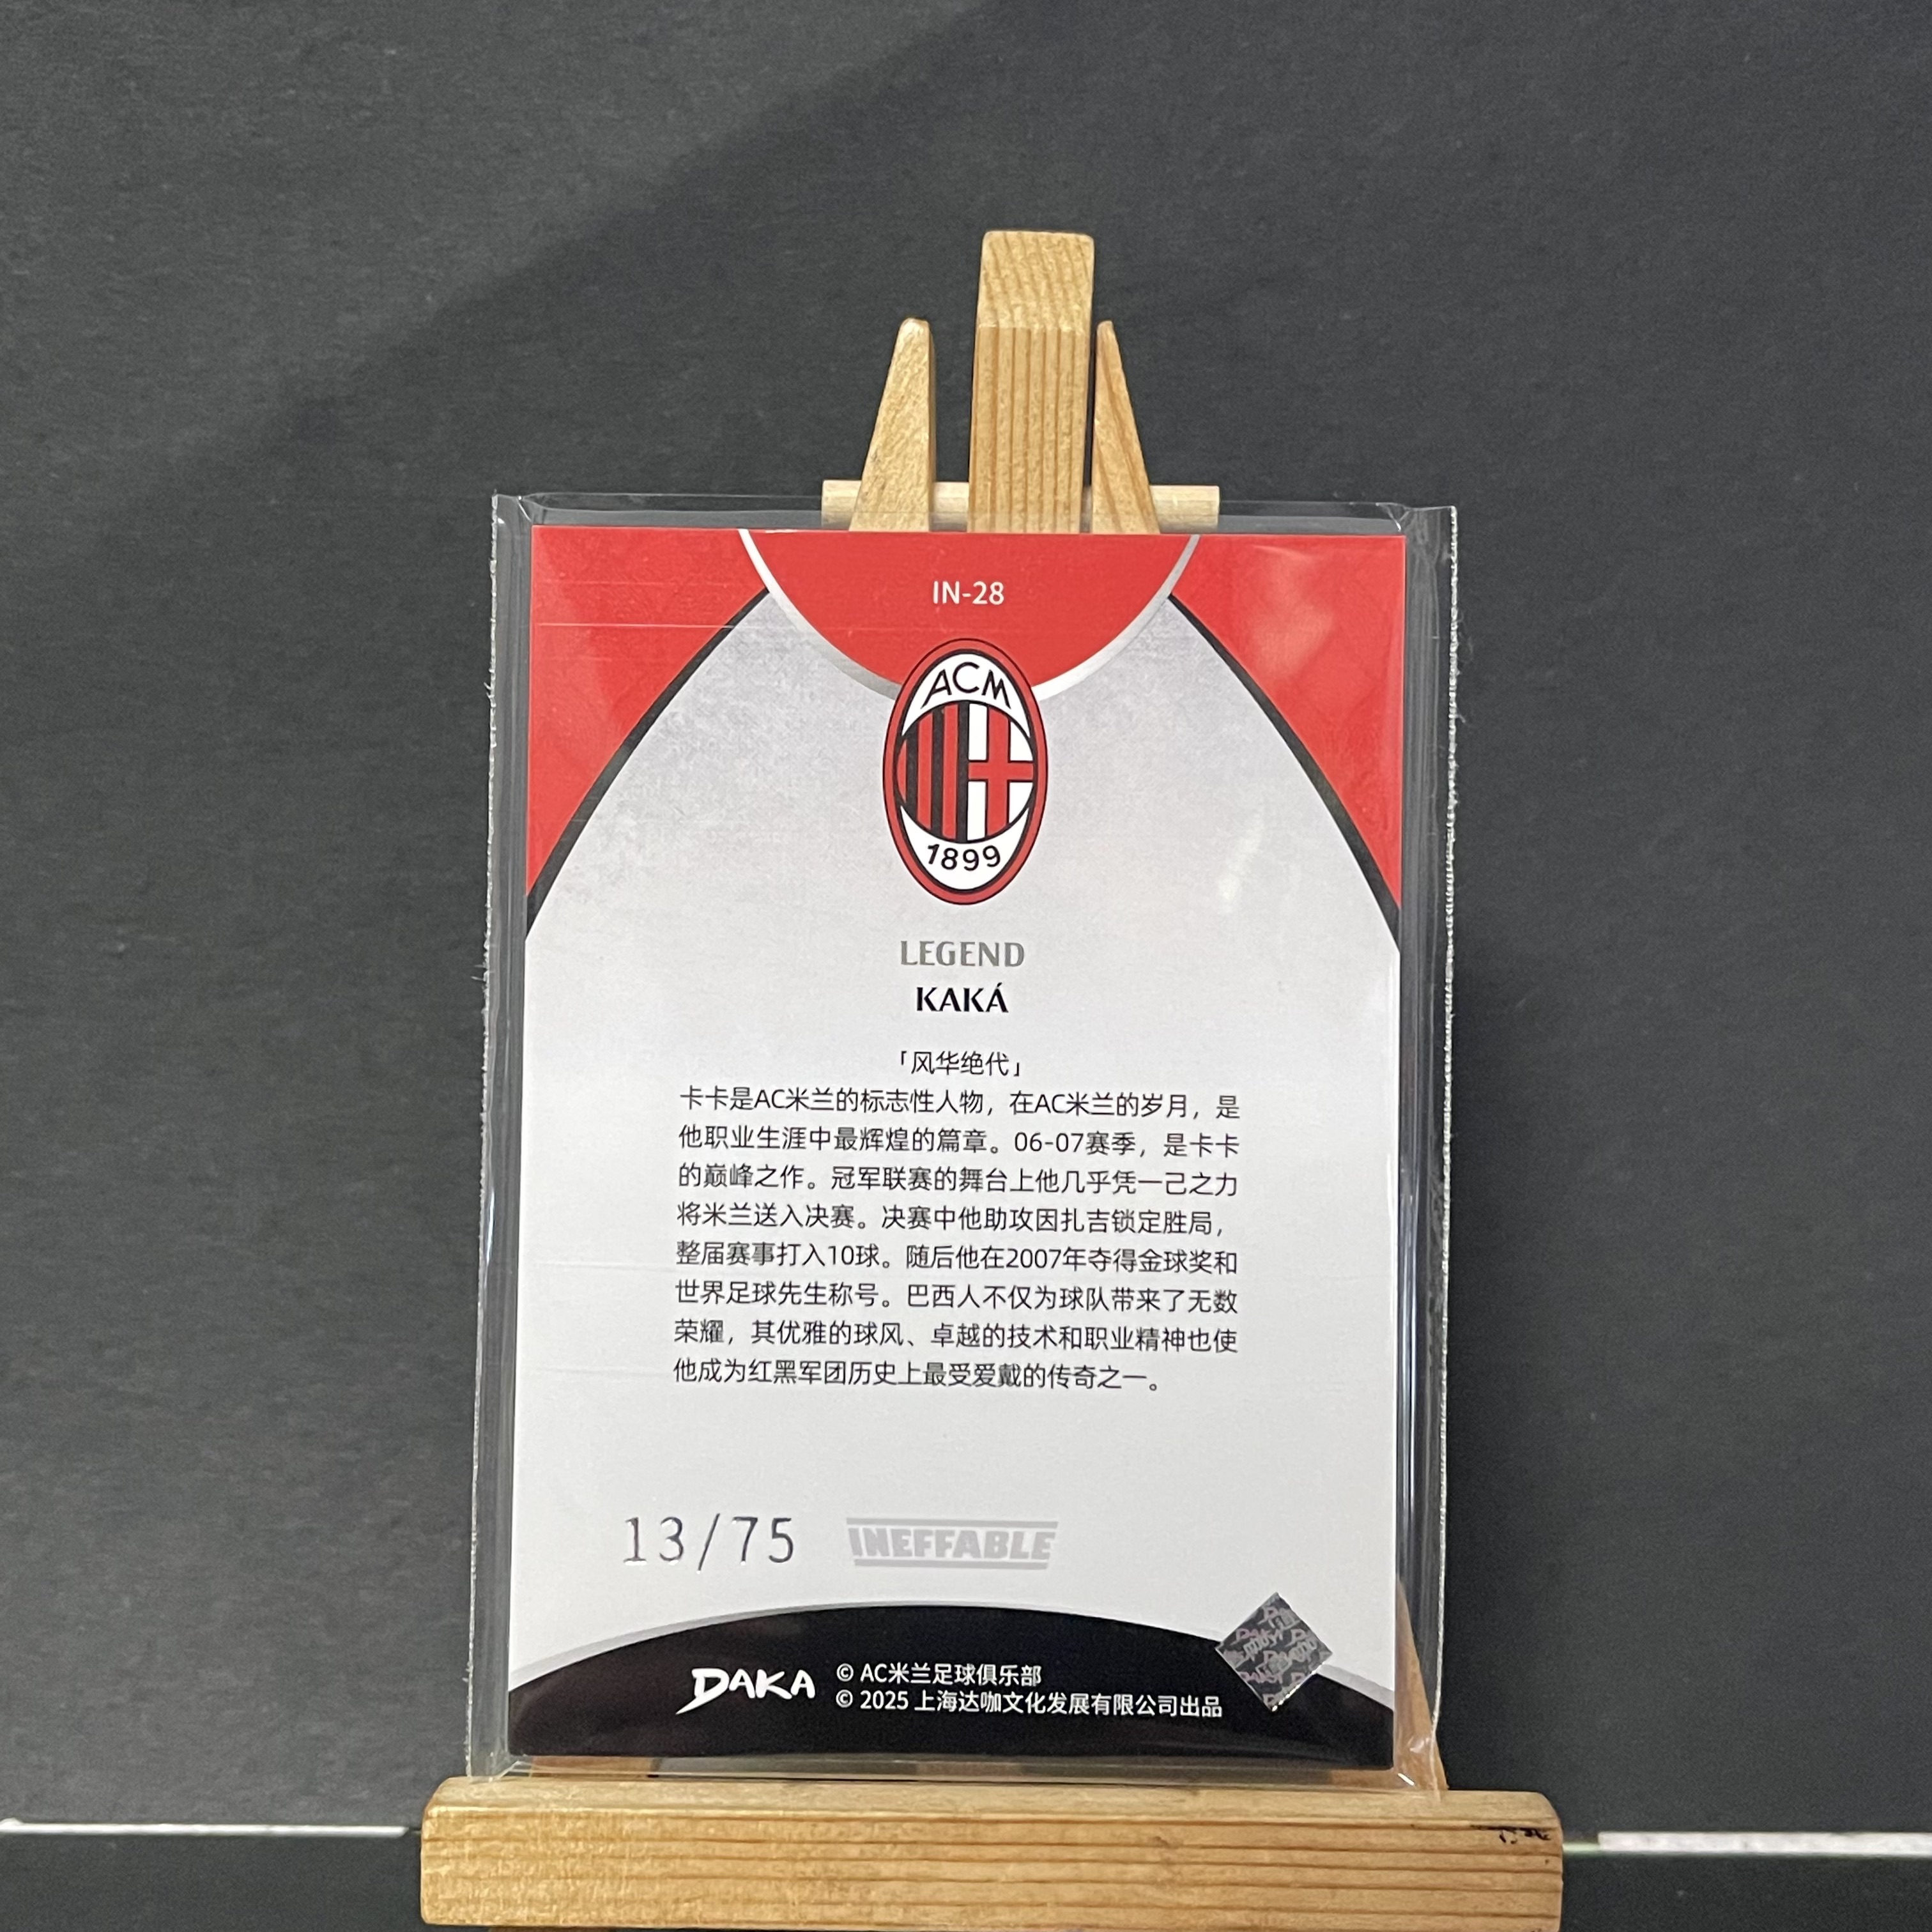 IN-28
ACM
1899
LEGEND
KAKÁ
「风华绝代」
卡卡是AC米兰的标志性人物，在AC米兰的岁月，是
他职业生涯中最辉煌的篇章。06-07赛季，是卡卡
的巅峰之作。冠军联赛的舞台上他几乎凭一己之力
将米兰送入决赛。决赛中他助攻因扎吉锁定胜局，
整届赛事打入10球。随后他在2007年夺得金球奖和
世界足球先生称号。巴西人不仅为球队带来了无数
荣耀，其优雅的球风、卓越的技术和职业精神也使
他成为红黑军团历史上最受爱戴的传奇之一。
13/75 INEFFABLE
DAKA
© AC米兰足球俱乐部
© 2025 上海达咖文化发展有限公司出品